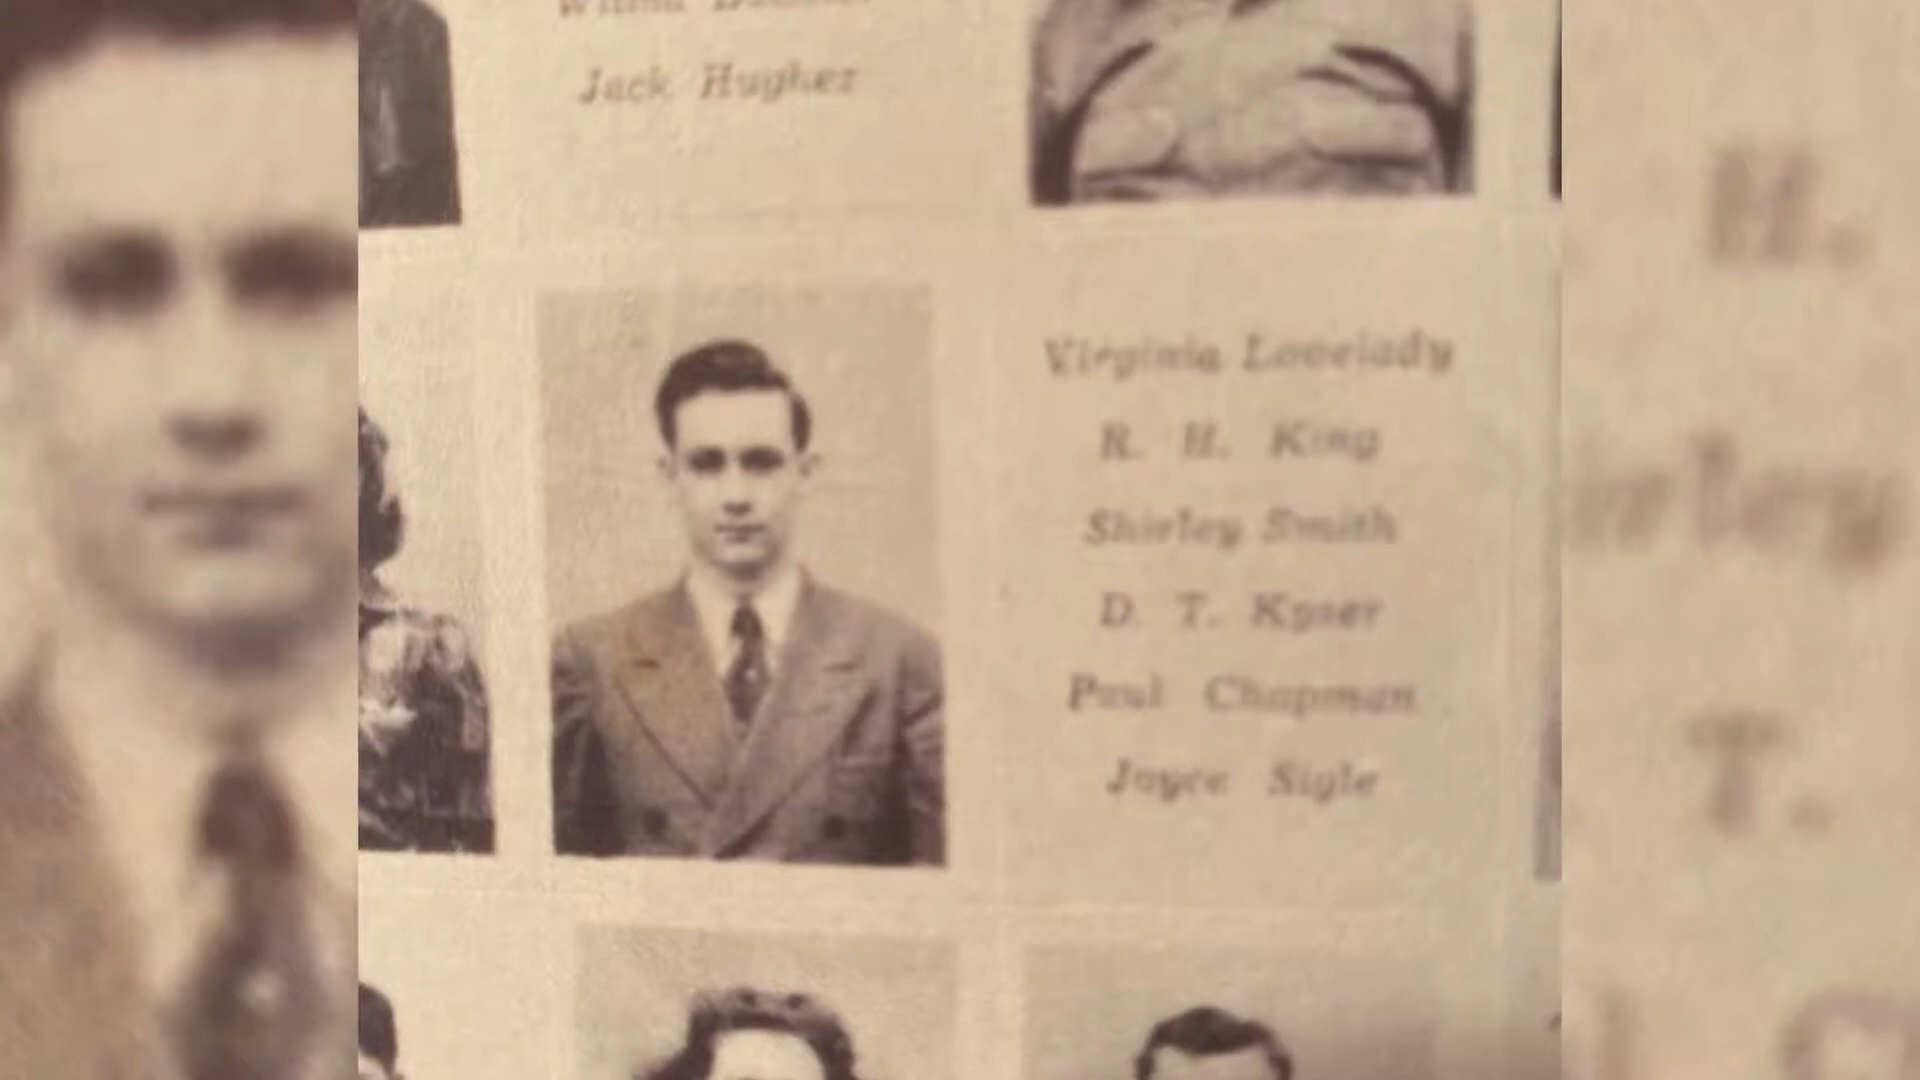 Jack Hughes
Virginia Lovelady
R. H. King
Shirley Smith
D. T. Kyser
Paul Chapman
Joyce Sigle
H.
T.